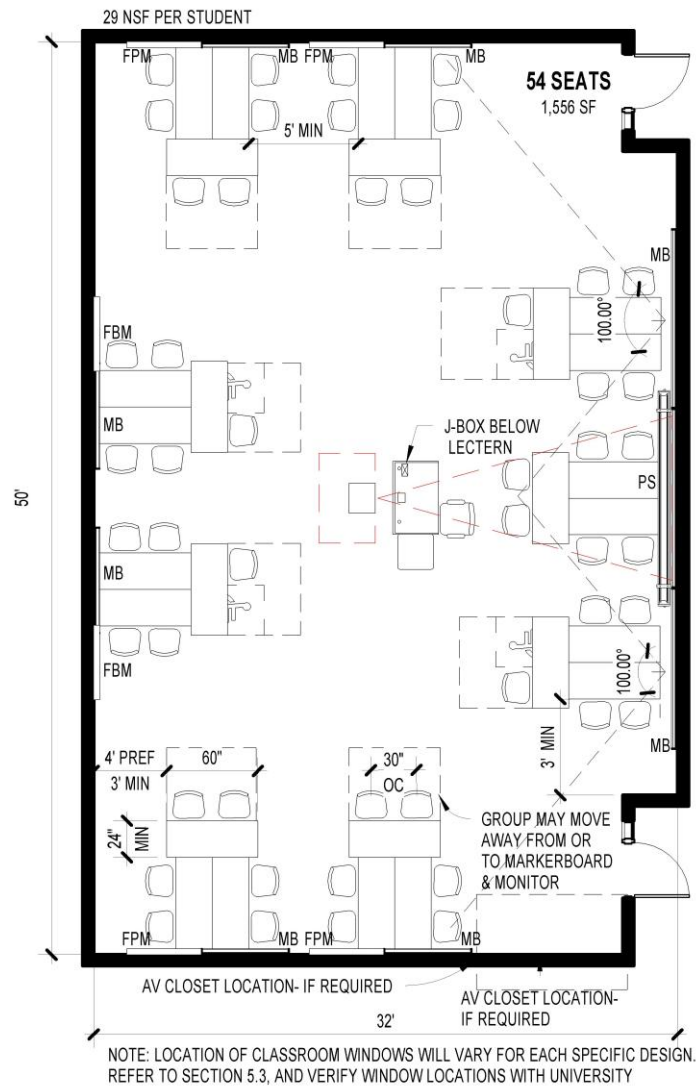 29 NSF PER STUDENT
FPM
MB
FPM
MB
54 SEATS
1,556 SF
5' MIN
MB
100.00°
FBM
MB
J-BOX BELOW
LECTERN
PS
50'
MB
FBM
100.00°
MB
4' PREF
3' MIN
60"
30"
OC
3' MIN
24"
MIN
GROUP MAY MOVE
AWAY FROM OR
TO MARKERBOARD
& MONITOR
FPM
MB
FPM
MB
AV CLOSET LOCATION- IF REQUIRED
AV CLOSET LOCATION-
IF REQUIRED
32'
NOTE: LOCATION OF CLASSROOM WINDOWS WILL VARY FOR EACH SPECIFIC DESIGN.
REFER TO SECTION 5.3, AND VERIFY WINDOW LOCATIONS WITH UNIVERSITY